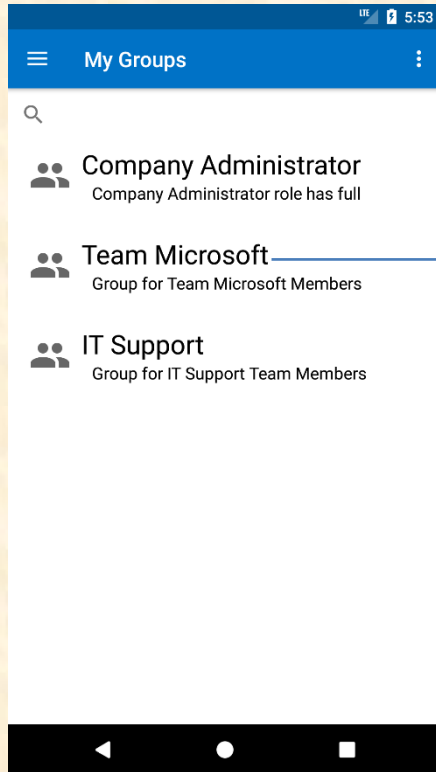 LTE 5:53
My Groups
Company Administrator
Company Administrator role has full
Team Microsoft
Group for Team Microsoft Members
IT Support
Group for IT Support Team Members